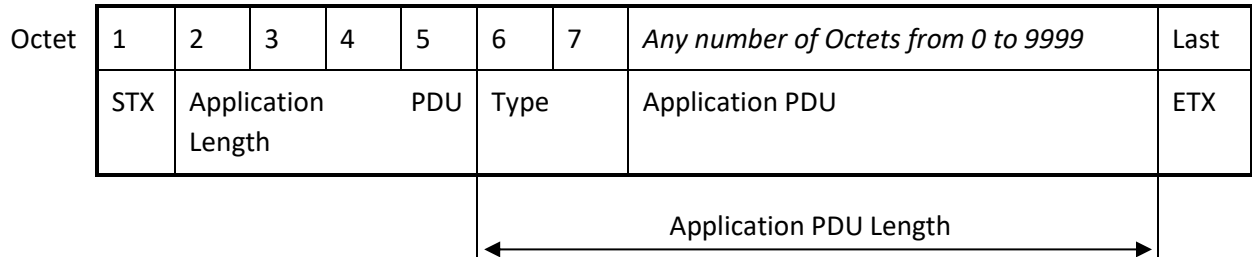 Octet 1 2 3 4 5 6 7 Any number of Octets from 0 to 9999 Last
STX Application PDU Type Application PDU ETX
Length
Application PDU Length